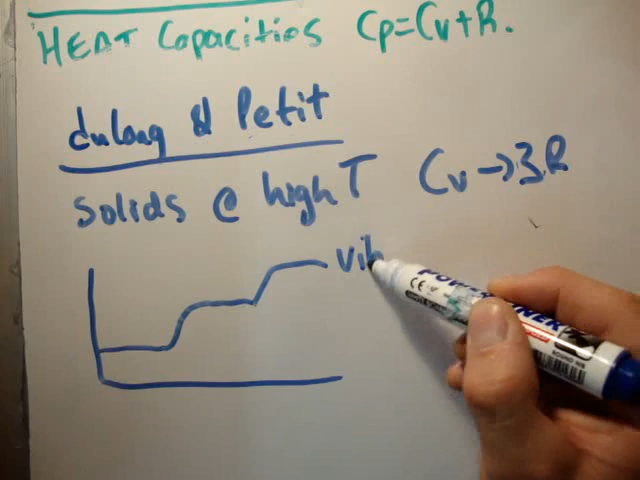 HEAT Capacities Cp=Cv+R.
dulong & Petit
Solids @ high T Cv→3R
Vib